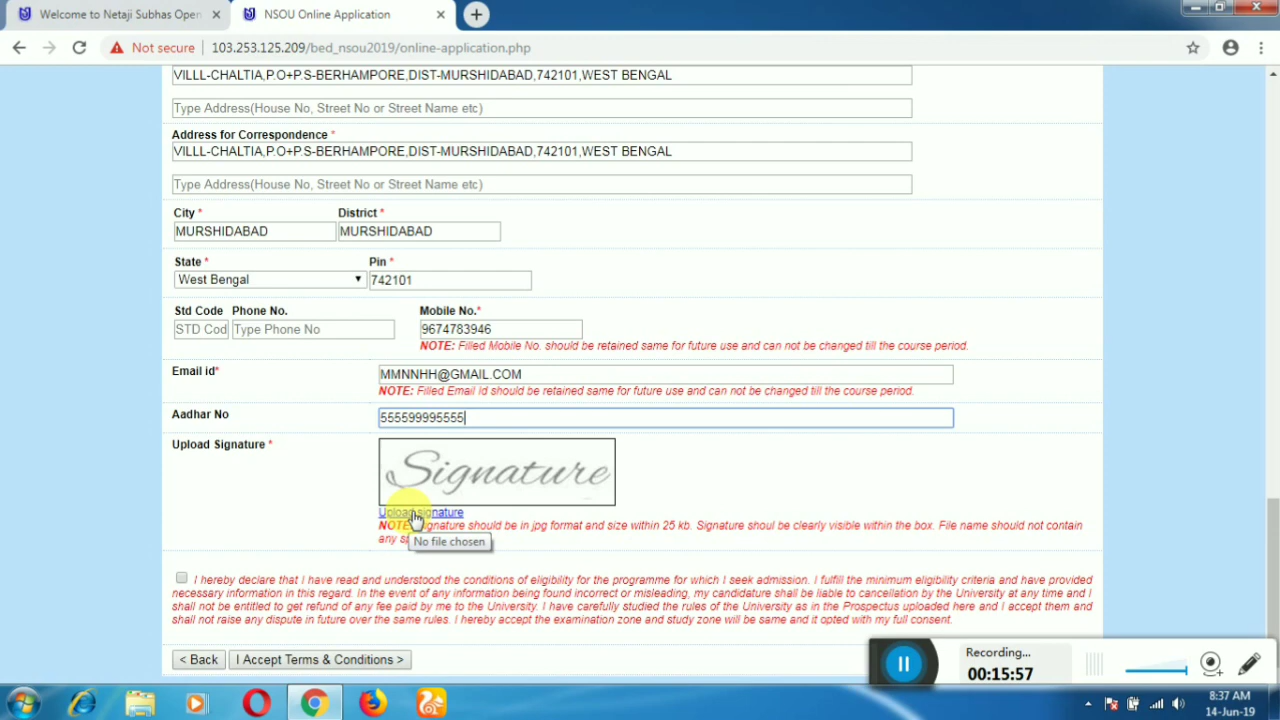 Welcome to Netaji Subhas Open
NSOU Online Application
Not secure
103.253.125.209/bed_nsou2019/online-application.php
VILLL-CHALTIA,P.O+P.S-BERHAMPORE,DIST-MURSHIDABAD,742101,WEST BENGAL
Type Address(House No, Street No or Street Name etc)
Address for Correspondence *
VILLL-CHALTIA,P.O+P.S-BERHAMPORE,DIST-MURSHIDABAD,742101,WEST BENGAL
Type Address(House No, Street No or Street Name etc)
City * District *
MURSHIDABAD MURSHIDABAD
State * Pin *
West Bengal 742101
Std Code Phone No. Mobile No.*
STD Cod Type Phone No 9674783946
NOTE: Filled Mobile No. should be retained same for future use and can not be changed till the course period.
Email id* MMNNHH@GMAIL.COM
NOTE: Filled Email Id should be retained same for future use and can not be changed till the course period.
Aadhar No 555599995555
Upload Signature *
Signature
Upload signature
NOTE: Signature should be in jpg format and size within 25 kb. Signature shoul be clearly visible within the box. File name should not contain
any
No file chosen
I hereby declare that I have read and understood the conditions of eligibility for the programme for which I seek admission. I fulfill the minimum eligibility criteria and have provided
necessary information in this regard. In the event of any information being found incorrect or misleading, my candidature shall be liable to cancellation by the University at any time and I
shall not be entitled to get refund of any fee paid by me to the University. I have carefully studied the rules of the University as in the Prospectus uploaded here and I accept them and
shall not raise any dispute in future over the same rules. I hereby accept the examination zone and study zone will be same and it opted with my full consent.
< Back I Accept Terms & Conditions >
Recording...
00:15:57
8:37 AM
14-Jun-19